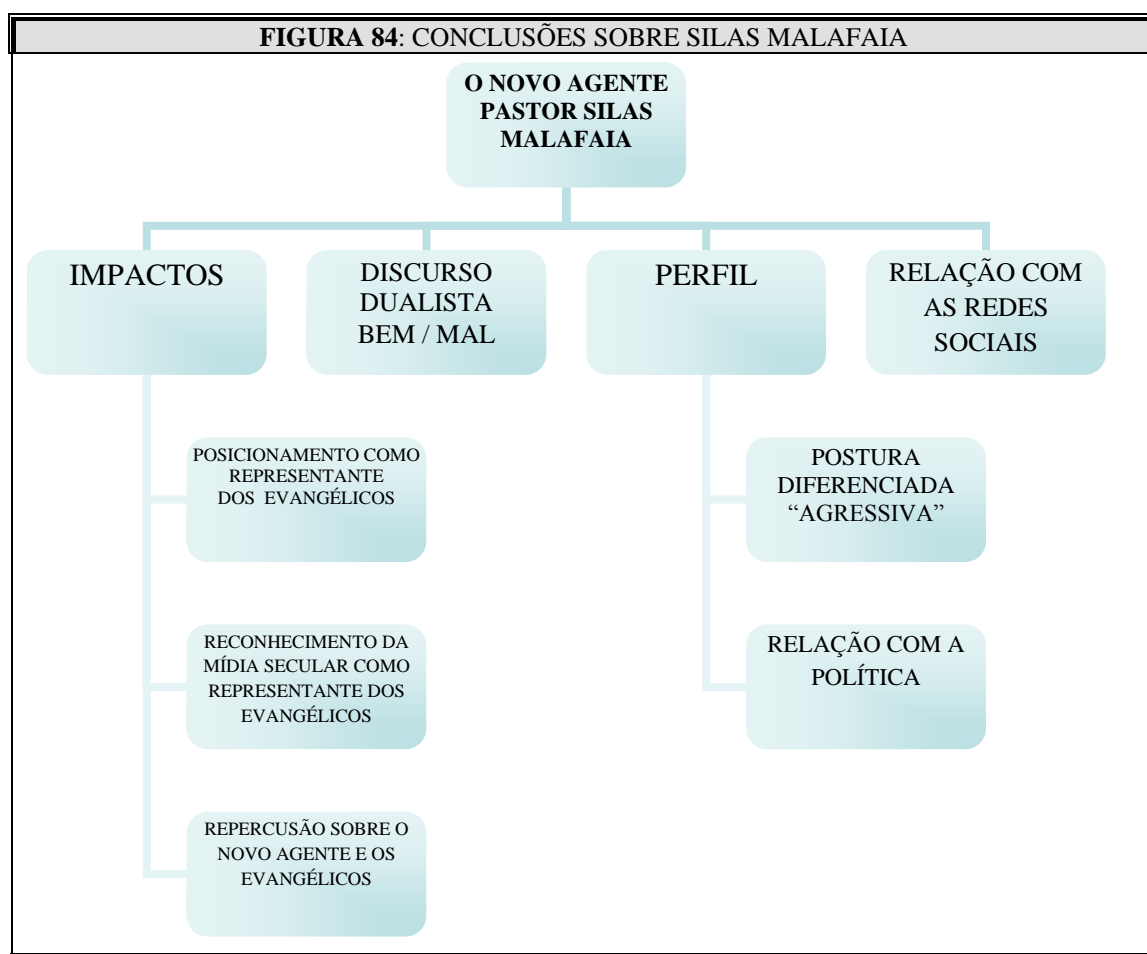 FIGURA 84: CONCLUSÕES SOBRE SILAS MALAFAIA
O NOVO AGENTE
PASTOR SILAS
MALAFAIA
IMPACTOS
DISCURSO
DUALISTA
BEM / MAL
PERFIL
RELAÇÃO COM
AS REDES
SOCIAIS
POSICIONAMENTO COMO
REPRESENTANTE
DOS EVANGÉLICOS
POSTURA
DIFERENCIADA
“AGRESSIVA”
RECONHECIMENTO DA
MÍDIA SECULAR COMO
REPRESENTANTE DOS
EVANGÉLICOS
RELAÇÃO COM A
POLÍTICA
REPERCUSÃO SOBRE O
NOVO AGENTE E OS
EVANGÉLICOS